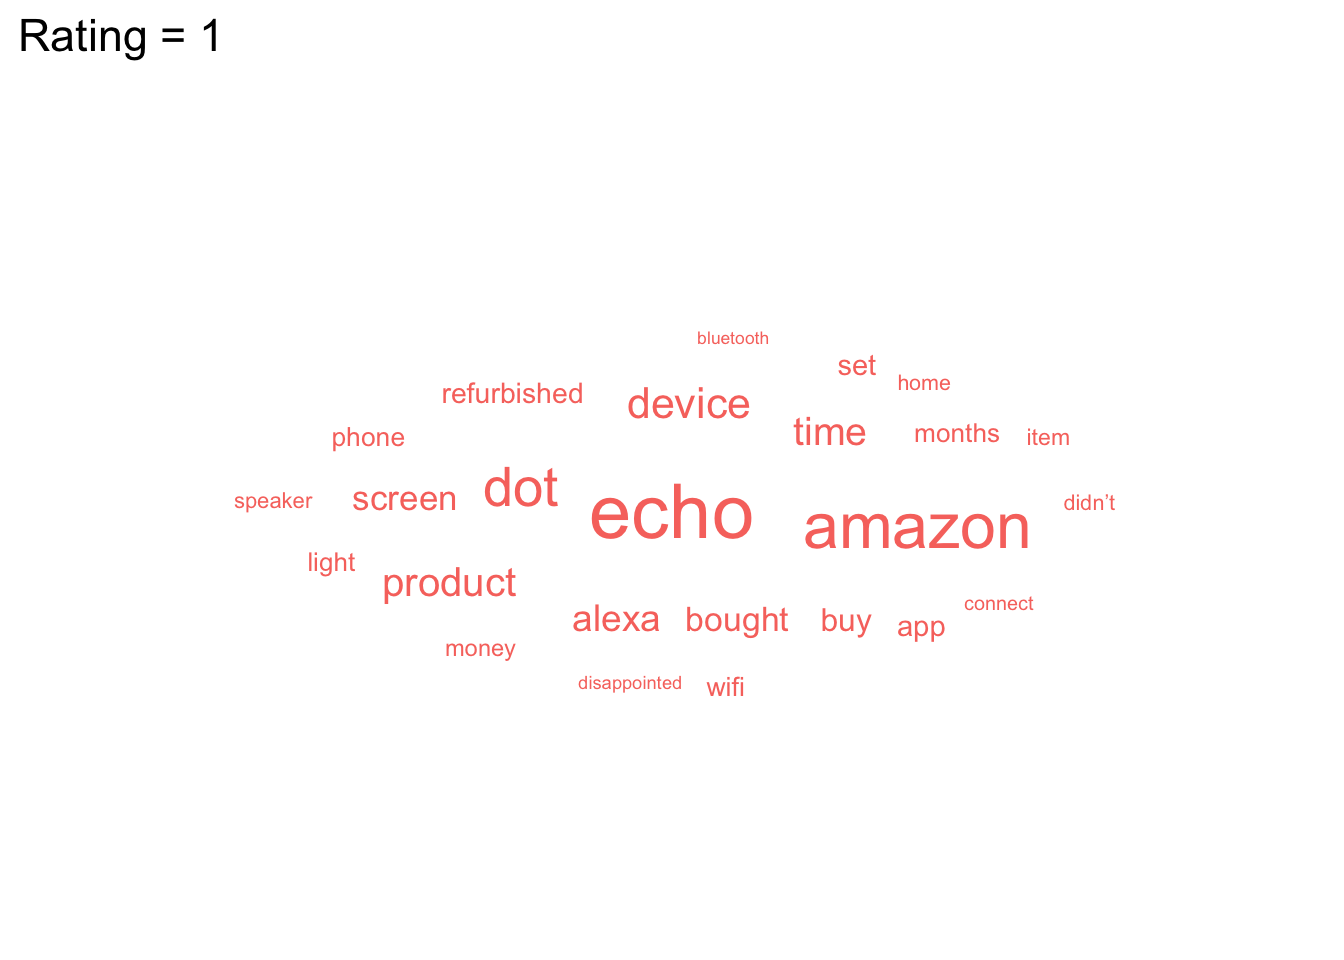 Rating = 1
bluetooth
set
home
refurbished
device
time
months
item
phone
speaker
screen
dot
echo
amazon
didn’t
light
product
alexa
bought
buy
app
connect
money
disappointed
wifi